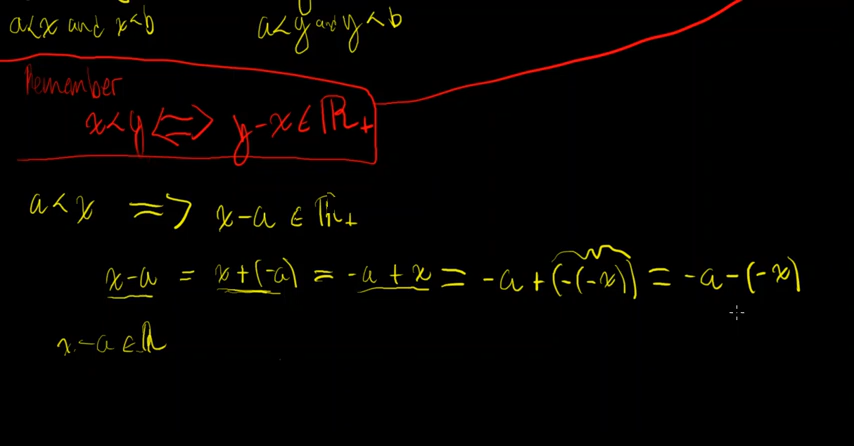 a<x and x<b a<y and y<b
Remember
x<y <=> y-x ∈ ℝ₊
a<x => x-a ∈ ℝ₊
x-a = x+(-a) = -a+x = -a+(-(-x)) = -a-(-x)
x-a ∈ ℝ